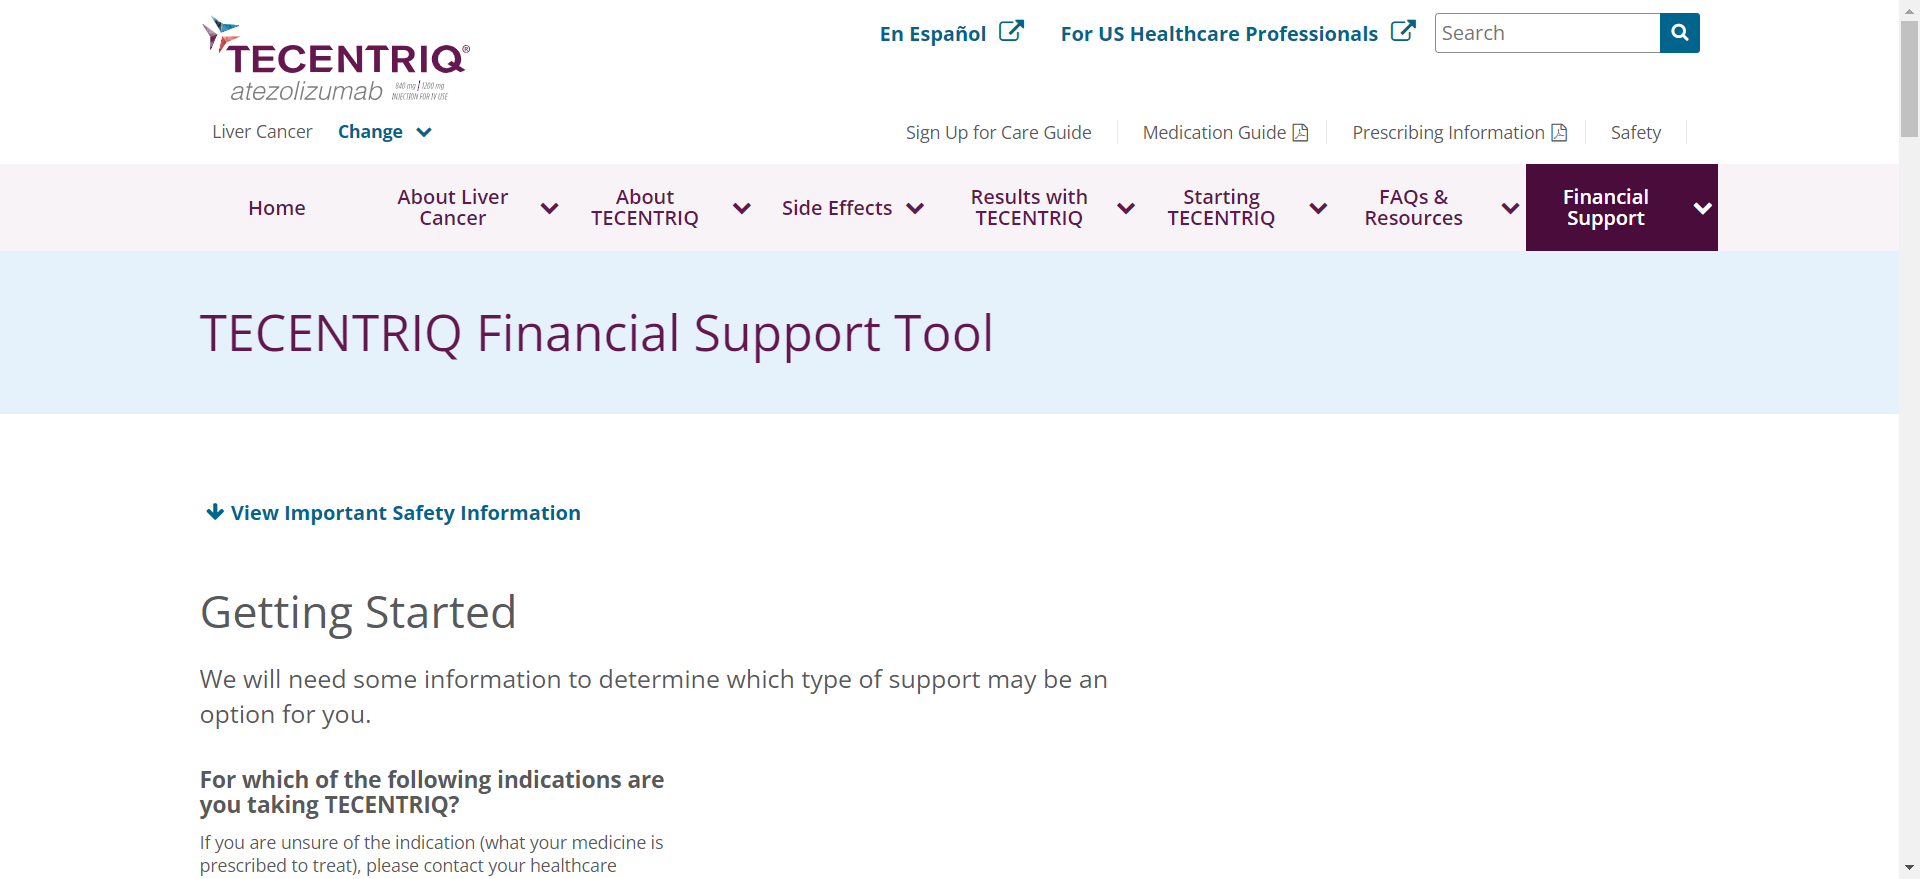 TECENTRIQ®
atezolizumab 840 mg | 1200 mg
INJECTION FOR IV USE
En Español
For US Healthcare Professionals
Search
Liver Cancer
Change
Sign Up for Care Guide
Medication Guide
Prescribing Information
Safety
Home
About Liver
Cancer
About
TECENTRIQ
Side Effects
Results with
TECENTRIQ
Starting
TECENTRIQ
FAQs &
Resources
Financial
Support
TECENTRIQ Financial Support Tool
View Important Safety Information
Getting Started
We will need some information to determine which type of support may be an
option for you.
For which of the following indications are
you taking TECENTRIQ?
If you are unsure of the indication (what your medicine is
prescribed to treat), please contact your healthcare